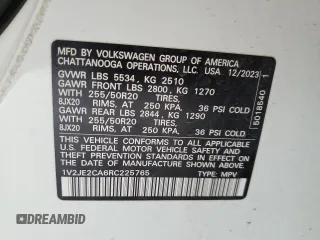 MFD. BY VOLKSWAGEN GROUP OF AMERICA
CHATTANOOGA OPERATIONS, LLC. USA 12/2023
GVWR LBS 5534, KG 2510
GAWR FRONT LBS 2800, KG 1270
WITH 255/50R20 TIRES,
8JX20 RIMS, AT 250 KPA, 36 PSI COLD
GAWR REAR LBS 2844, KG 1290
WITH 255/50R20 TIRES,
8JX20 RIMS, AT 250 KPA, 36 PSI COLD
THIS VEHICLE CONFORMS TO ALL APPLICABLE
FEDERAL MOTOR VEHICLE SAFETY, BUMPER,
AND THEFT PREVENTION STANDARDS IN EFFECT
ON THE DATE OF MANUFACTURE SHOWN ABOVE.
1V2JE2CA6RC225765 TYPE: MPV
5018640 1
© AutoBidMaster